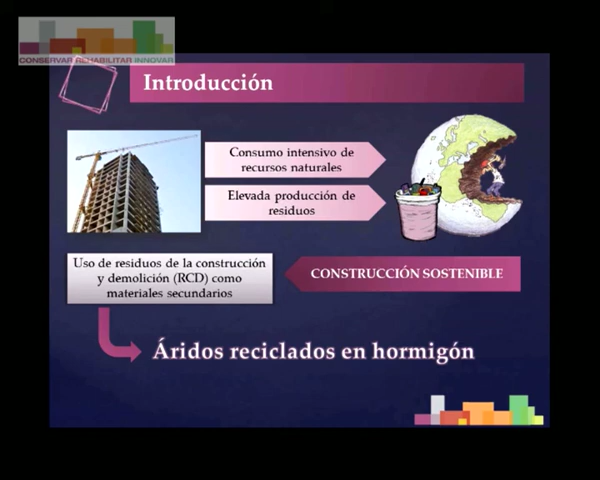 CONSERVAR REHABILITAR INNOVAR
Introducción
Consumo intensivo de
recursos naturales
Elevada producción de
residuos
Uso de residuos de la construcción
y demolición (RCD) como
materiales secundarios
CONSTRUCCIÓN SOSTENIBLE
Áridos reciclados en hormigón